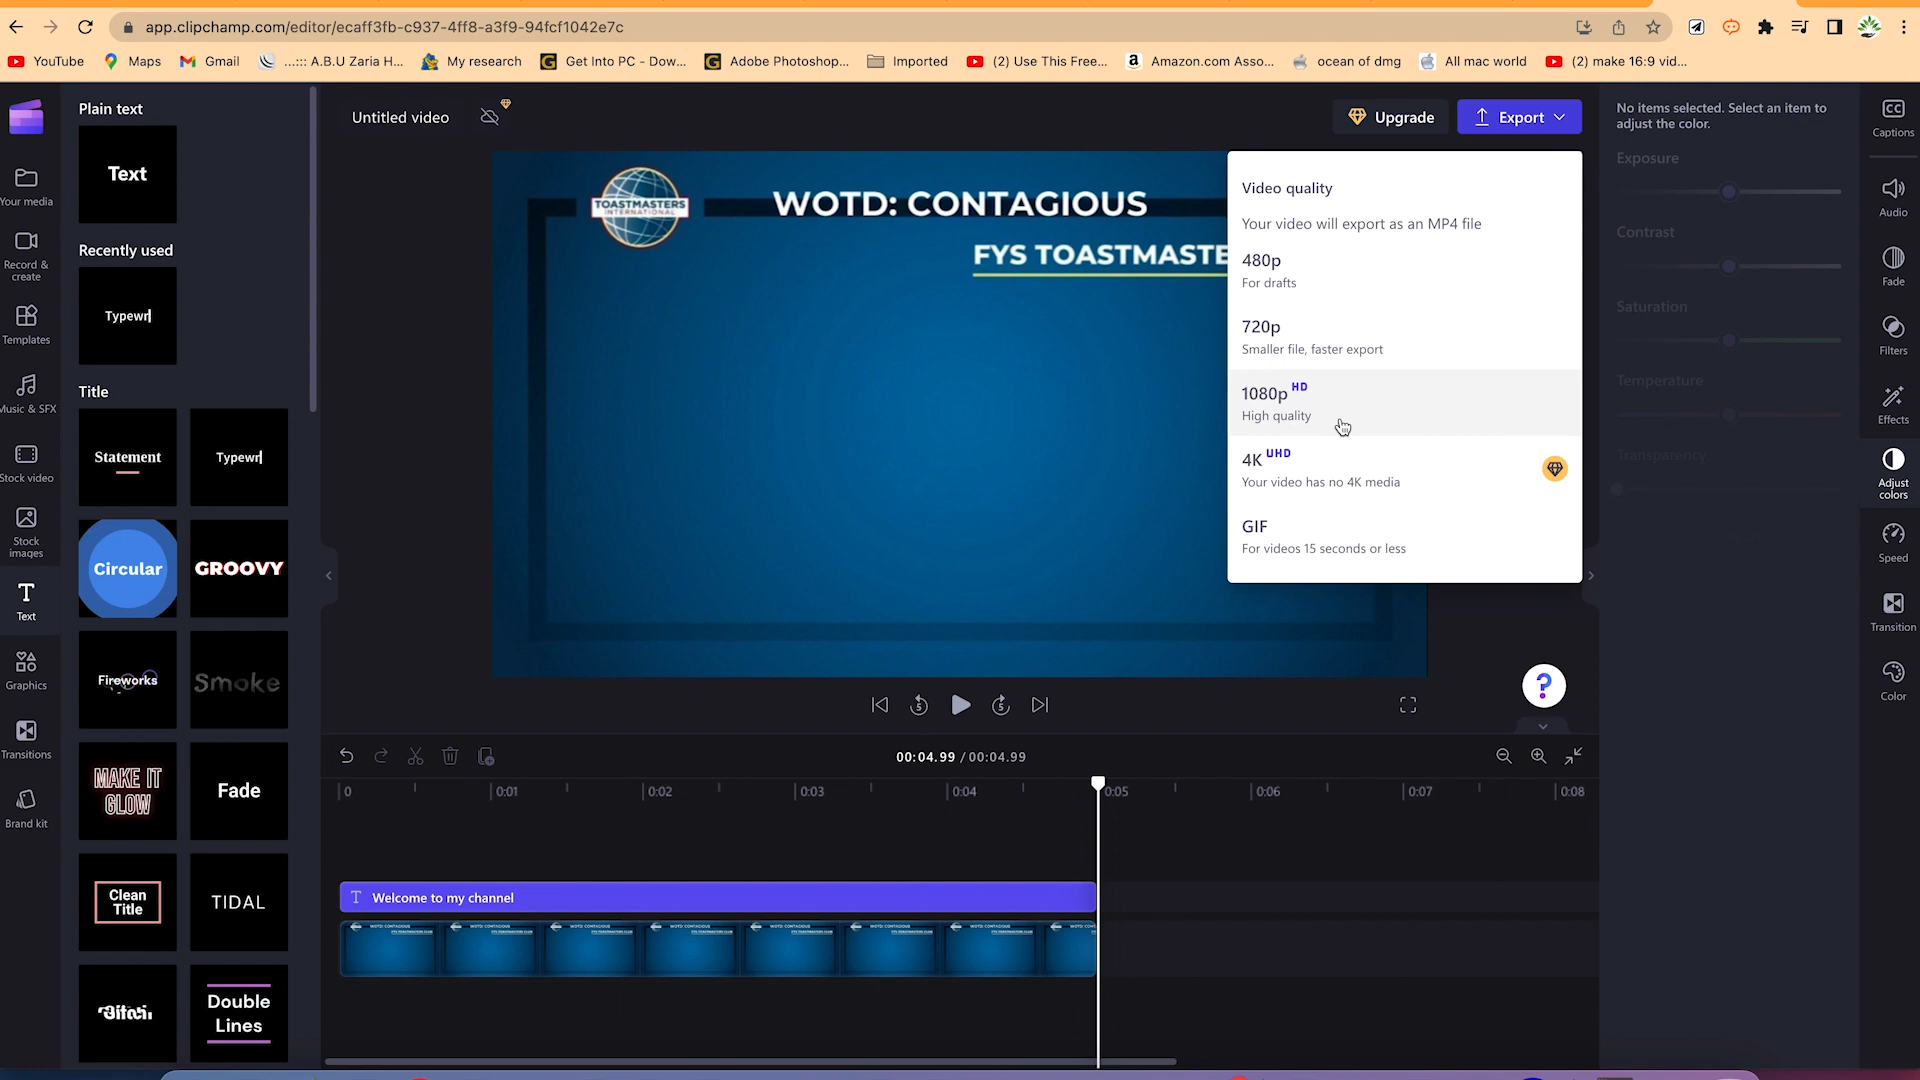 app.clipchamp.com/editor/ecaff3fb-c937-4ff8-a3f9-94fcf1042e7c
YouTube
Maps
Gmail
...::: A.B.U Zaria H...
My research
Get Into PC - Dow...
Adobe Photoshop...
Imported
(2) Use This Free...
Amazon.com Asso...
ocean of dmg
All mac world
(2) make 16:9 vid...
Your media
Record &
create
Templates
Music & SFX
Stock video
Stock
images
Text
Graphics
Transitions
Brand kit
Plain text
Text
Recently used
Typewr
Title
Statement
Typewr
Circular
GROOVY
Fireworks
Smoke
MAKE IT
GLOW
Fade
Clean
Title
TIDAL
Glitch
Double
Lines
Untitled video
Upgrade
Export
TOASTMASTERS
INTERNATIONAL
WOTD: CONTAGIOUS
FYS TOASTMASTE
Video quality
Your video will export as an MP4 file
480p
For drafts
720p
Smaller file, faster export
1080p HD
High quality
4K UHD
Your video has no 4K media
GIF
For videos 15 seconds or less
?
5
5
00:04.99 / 00:04.99
0
0:01
0:02
0:03
0:04
0:05
0:06
0:07
0:08
T Welcome to my channel
No items selected. Select an item to
adjust the color.
Exposure
Contrast
Saturation
Temperature
Transparency
CC
Captions
Audio
Fade
Filters
Effects
Adjust
colors
Speed
Transition
Color